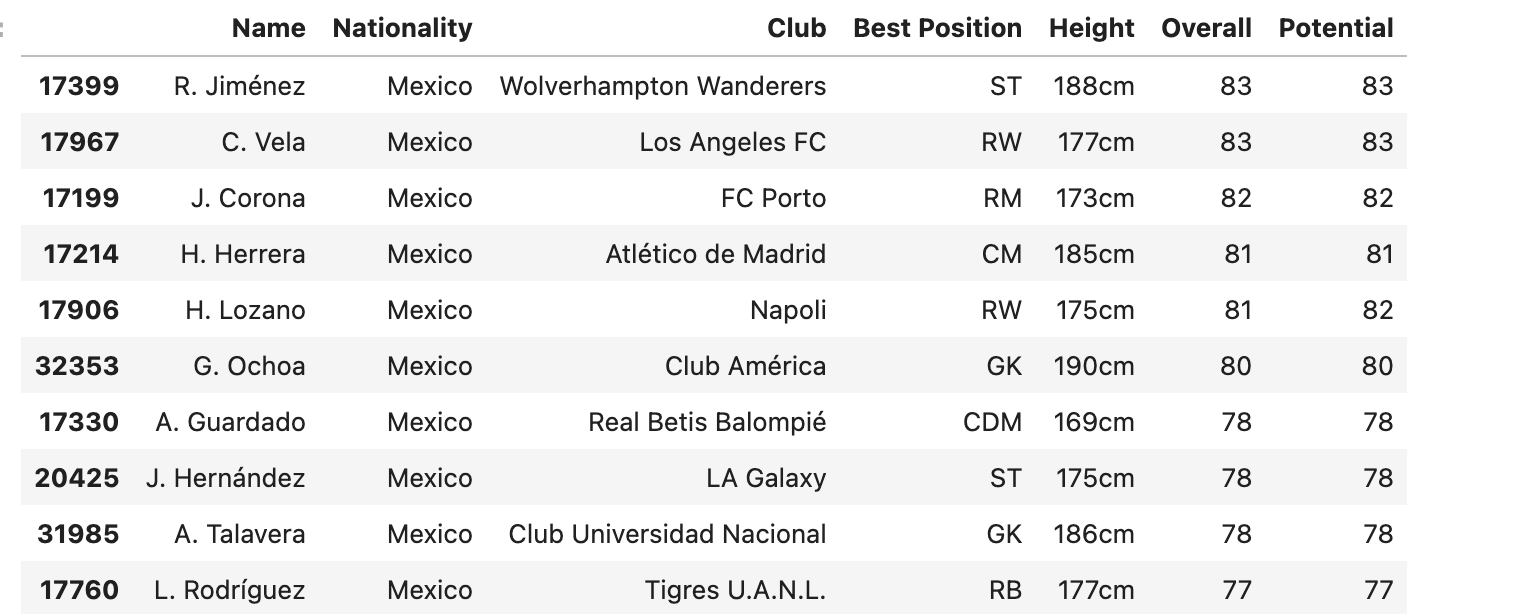 Name Nationality Club Best Position Height Overall Potential
17399 R. Jiménez Mexico Wolverhampton Wanderers ST 188cm 83 83
17967 C. Vela Mexico Los Angeles FC RW 177cm 83 83
17199 J. Corona Mexico FC Porto RM 173cm 82 82
17214 H. Herrera Mexico Atlético de Madrid CM 185cm 81 81
17906 H. Lozano Mexico Napoli RW 175cm 81 82
32353 G. Ochoa Mexico Club América GK 190cm 80 80
17330 A. Guardado Mexico Real Betis Balompié CDM 169cm 78 78
20425 J. Hernández Mexico LA Galaxy ST 175cm 78 78
31985 A. Talavera Mexico Club Universidad Nacional GK 186cm 78 78
17760 L. Rodríguez Mexico Tigres U.A.N.L. RB 177cm 77 77